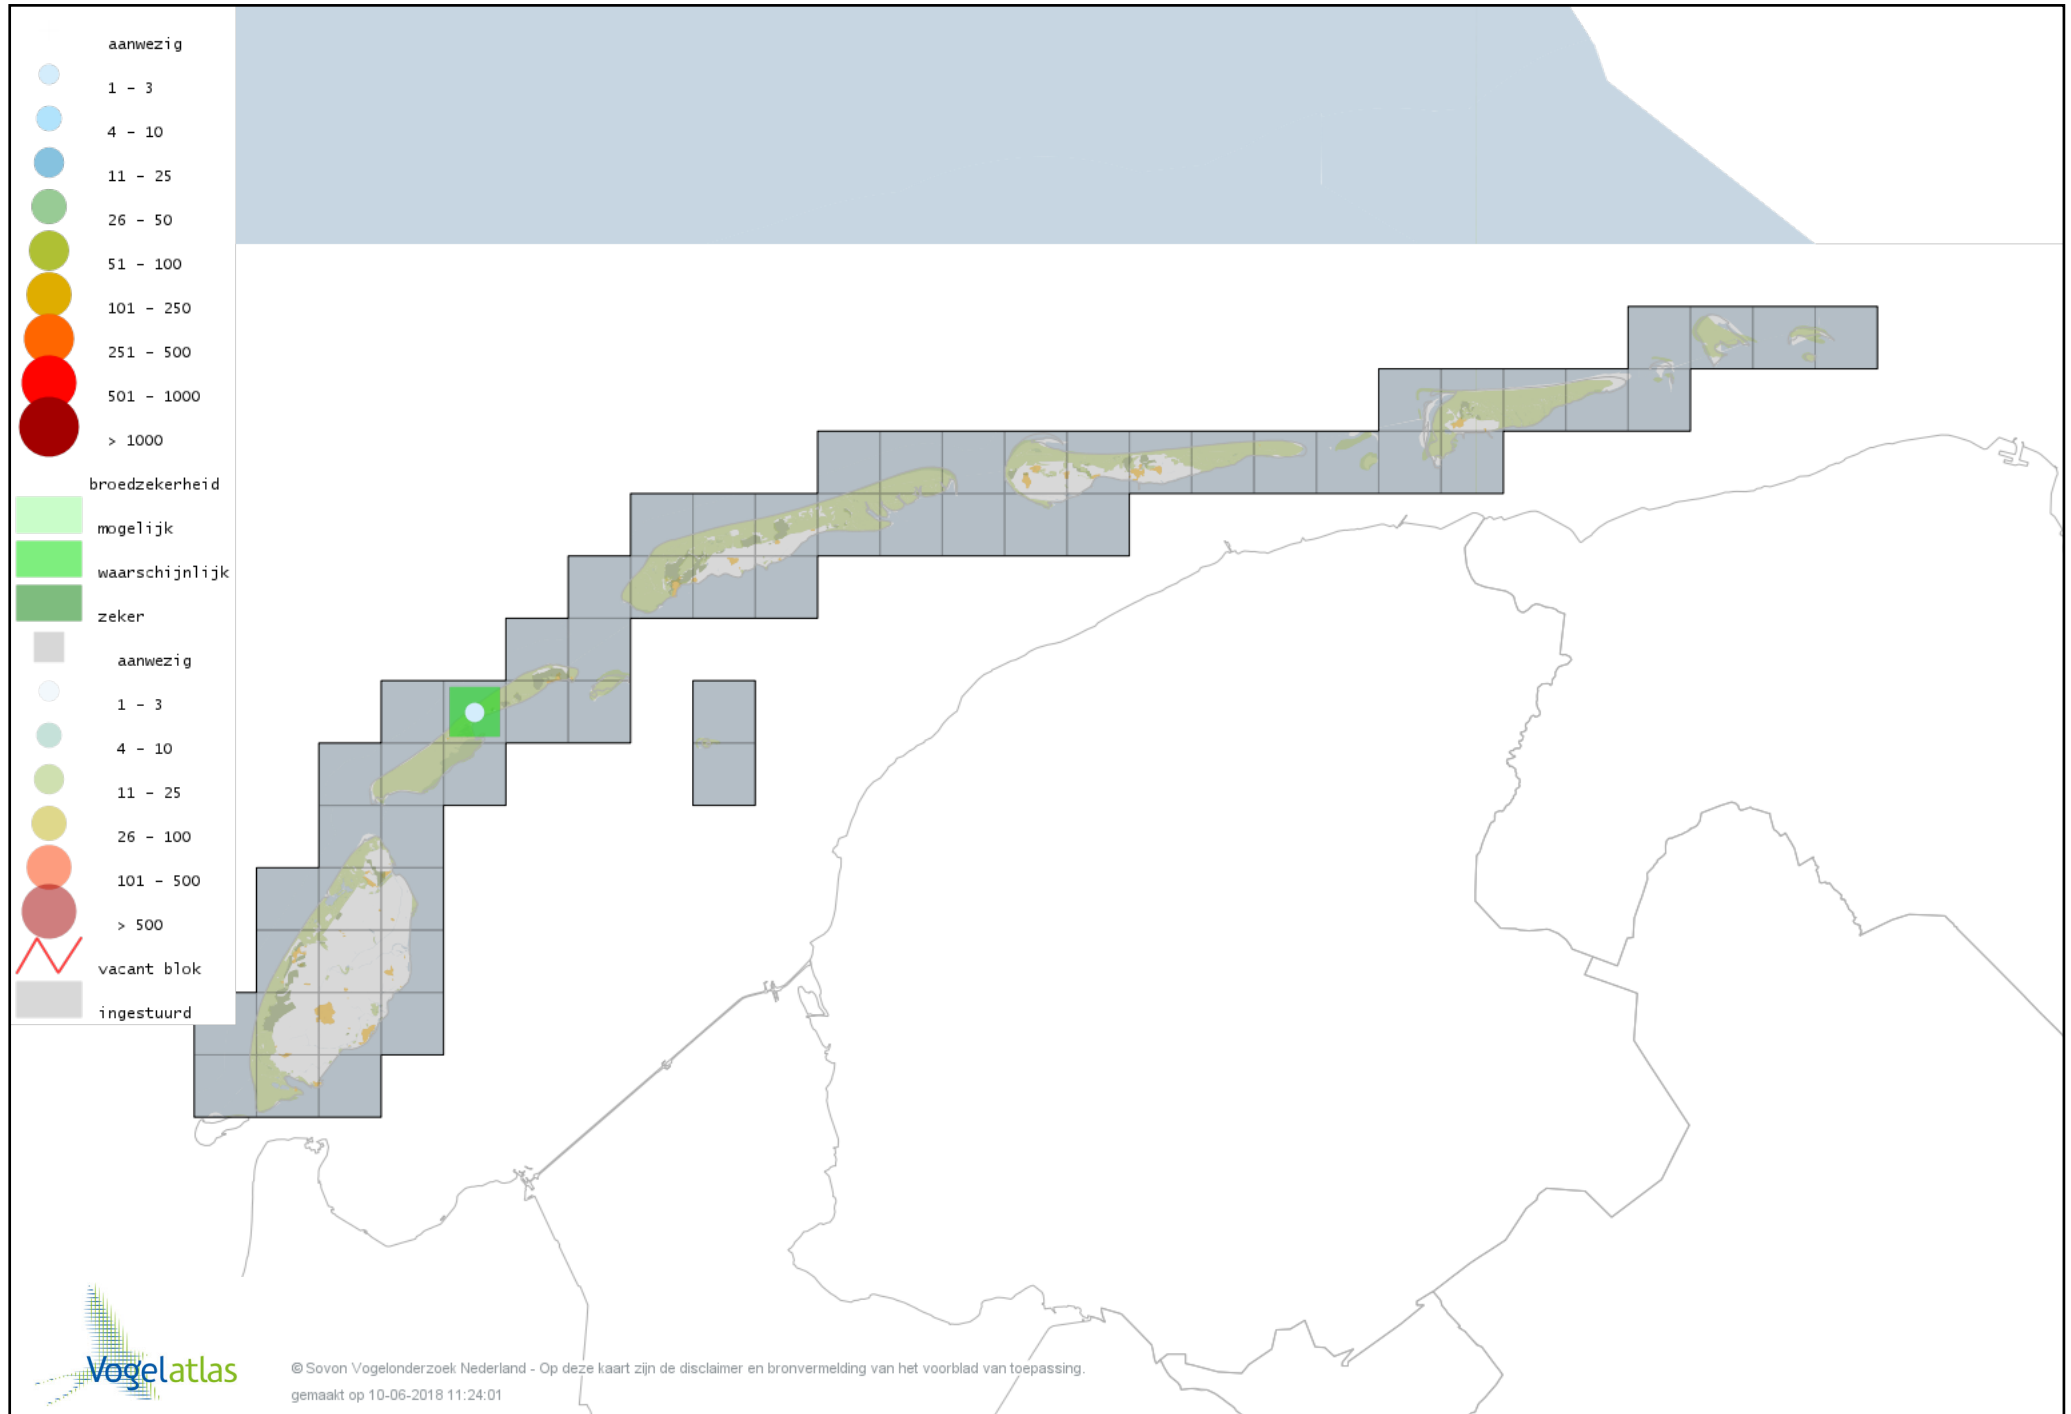 aanwezig
1 - 3
4 - 10
11 - 25
26 - 50
51 - 100
101 - 250
251 - 500
501 - 1000
> 1000
broedzekerheid
mogelijk
waarschijnlijk
zeker
aanwezig
1 - 3
4 - 10
11 - 25
26 - 100
101 - 500
> 500
vacant blok
ingestuurd
Vogelatlas
© Sovon Vogelonderzoek Nederland - Op deze kaart zijn de disclaimer en bronvermelding van het voorblad van toepassing.
gemaakt op 10-06-2018 11:24:01